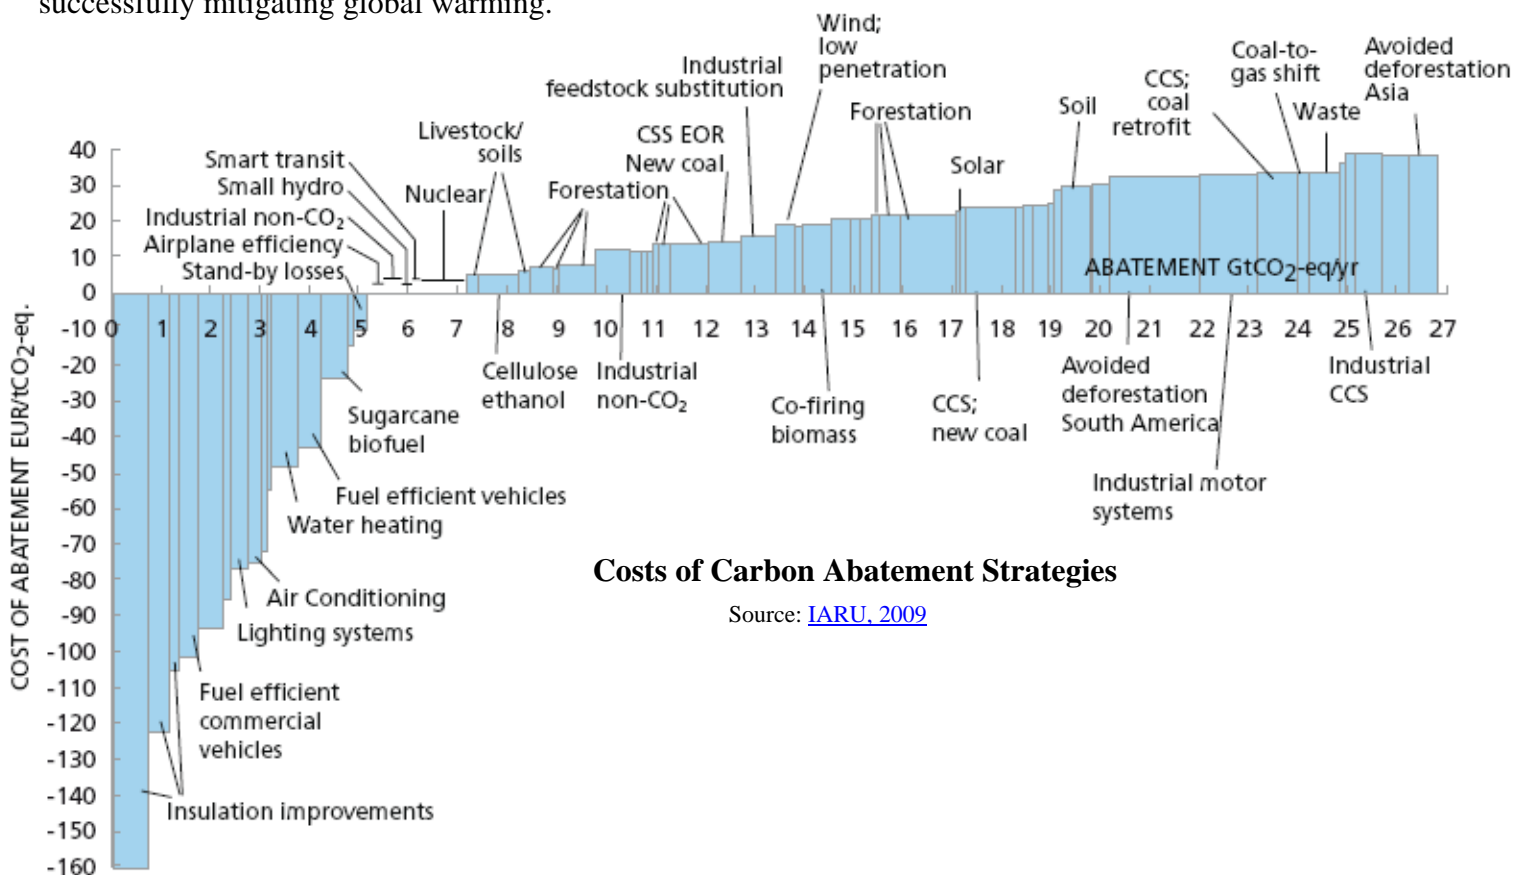 successfully mitigating global warming.
Wind;
low
penetration
Industrial
feedstock substitution
Coal-to-
gas shift
Avoided
deforestation
Asia
CCS;
coal
retrofit
Livestock/
soils
CSS EOR
New coal
Forestation
Soil
Waste
Smart transit
Small hydro
Industrial non-CO2
Airplane efficiency
Stand-by losses
Nuclear
Forestation
Solar
40
30
20
10
0
-10
-20
-30
-40
-50
-60
-70
-80
-90
-100
-110
-120
-130
-140
-150
-160
COST OF ABATEMENT EUR/tCO2-eq.
ABATEMENT GtCO2-eq/yr
0 1 2 3 4 5 6 7 8 9 10 11 12 13 14 15 16 17 18 19 20 21 22 23 24 25 26 27
Cellulose
ethanol
Industrial
non-CO2
Co-firing
biomass
CCS;
new coal
Avoided
deforestation
South America
Industrial
CCS
Industrial motor
systems
Sugarcane
biofuel
Fuel efficient vehicles
Water heating
Air Conditioning
Lighting systems
Fuel efficient
commercial
vehicles
Insulation improvements
Costs of Carbon Abatement Strategies
Source: IARU, 2009